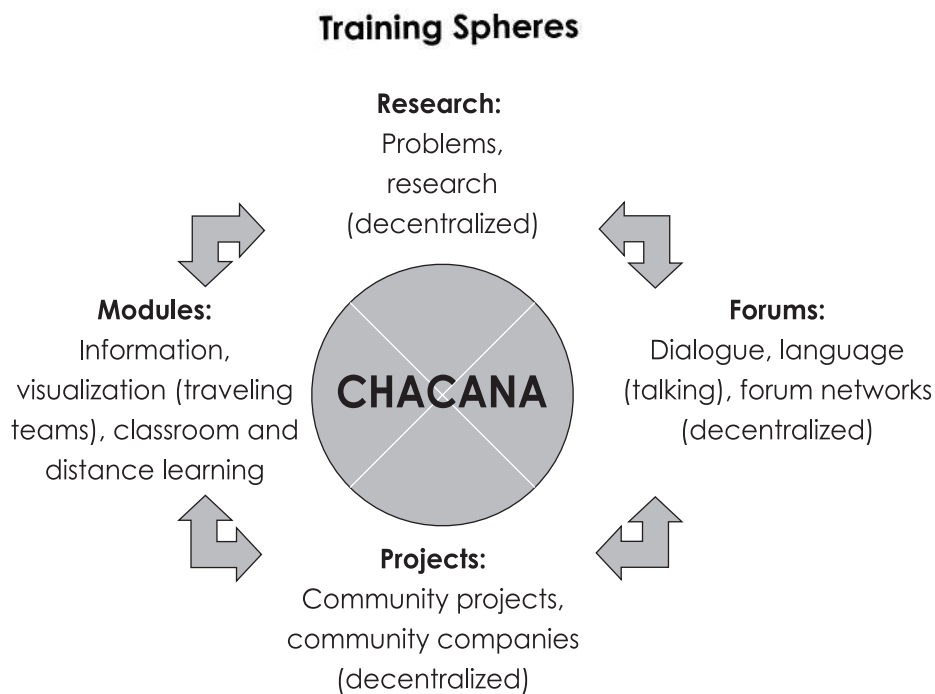 Training Spheres
Research:
Problems,
research
(decentralized)
Modules:
Information,
visualization (traveling
teams), classroom and
distance learning
CHACANA
Forums:
Dialogue, language
(talking), forum networks
(decentralized)
Projects:
Community projects,
community companies
(decentralized)